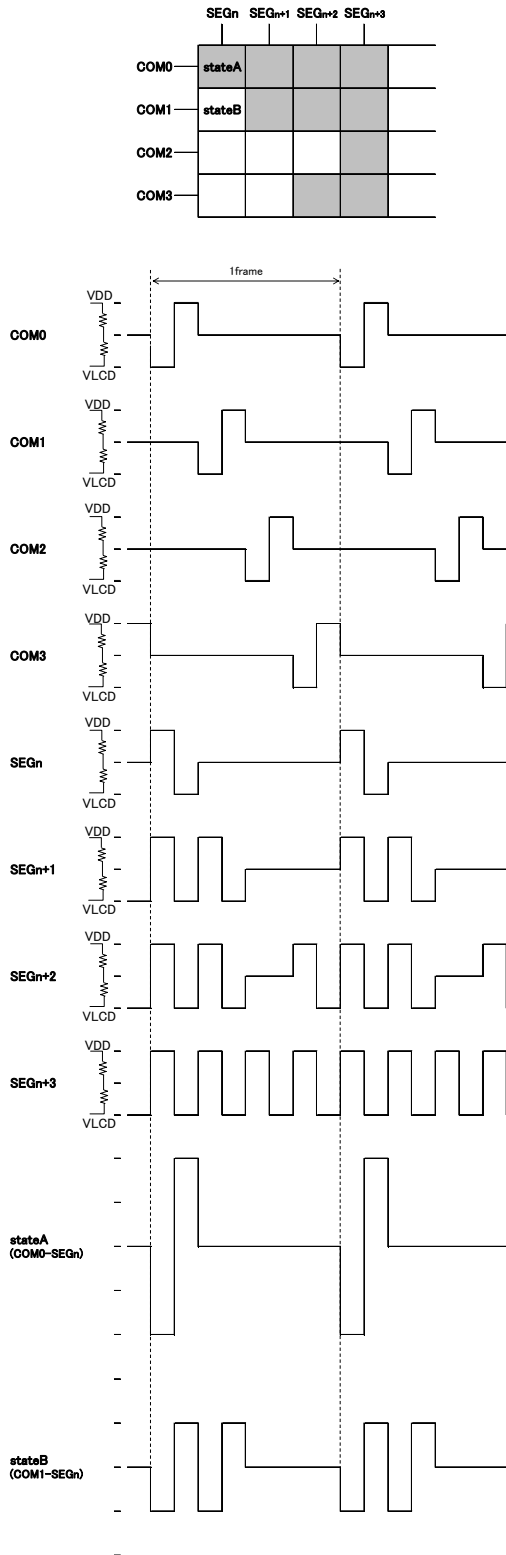 SEGn SEGn+1 SEGn+2 SEGn+3
COM0 stateA
COM1 stateB
COM2
COM3
1frame
VDD
COM0
VLCD
VDD
COM1
VLCD
VDD
COM2
VLCD
VDD
COM3
VLCD
VDD
SEGn
VLCD
VDD
SEGn+1
VLCD
VDD
SEGn+2
VLCD
VDD
SEGn+3
VLCD
stateA
(COM0-SEGn)
stateB
(COM1-SEGn)